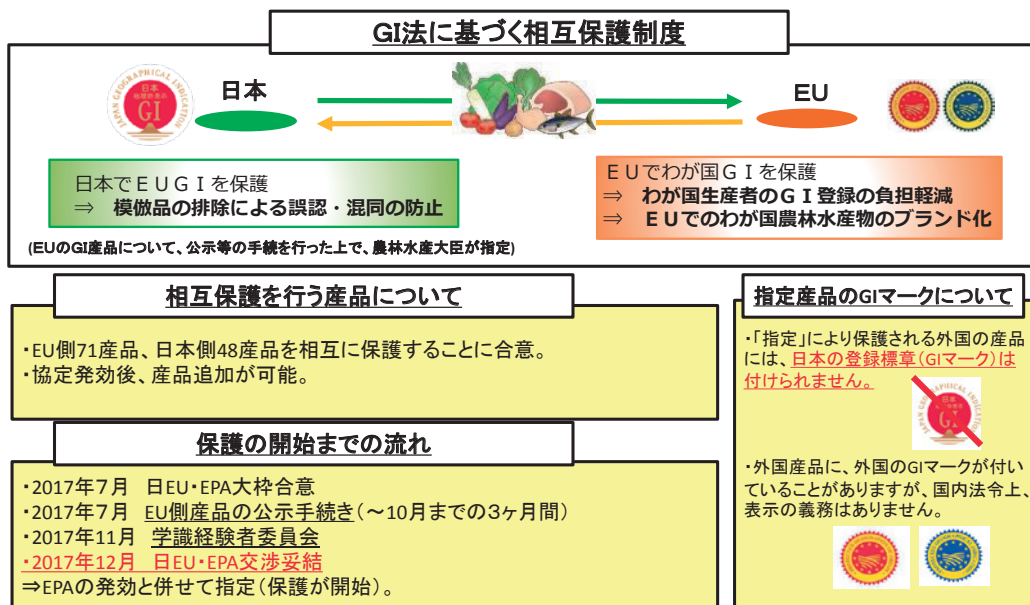 GI法に基づく相互保護制度
JAPAN GEOGRAPHICAL INDICATION
日本
GI
日本
EU
日本でEUGIを保護
⇒ 模倣品の排除による誤認・混同の防止
EUでわが国GIを保護
⇒ わが国生産者のGI登録の負担軽減
⇒ EUでのわが国農林水産物のブランド化
(EUのGI産品について、公示等の手続を行った上で、農林水産大臣が指定)
相互保護を行う産品について
・EU側71産品、日本側48産品を相互に保護することに合意。
・協定発効後、産品追加が可能。
保護の開始までの流れ
・2017年7月 日EU・EPA大枠合意
・2017年7月 EU側産品の公示手続き(～10月までの3ヶ月間)
・2017年11月 学識経験者委員会
・2017年12月 日EU・EPA交渉妥結
⇒EPAの発効と併せて指定(保護が開始)。
指定産品のGIマークについて
・「指定」により保護される外国の産品
には、日本の登録標章(GIマーク)は
付けられません。
JAPAN GEOGRAPHICAL INDICATION
日本
GI
・外国産品に、外国のGIマークが付い
ていることがありますが、国内法令上、
表示の義務はありません。